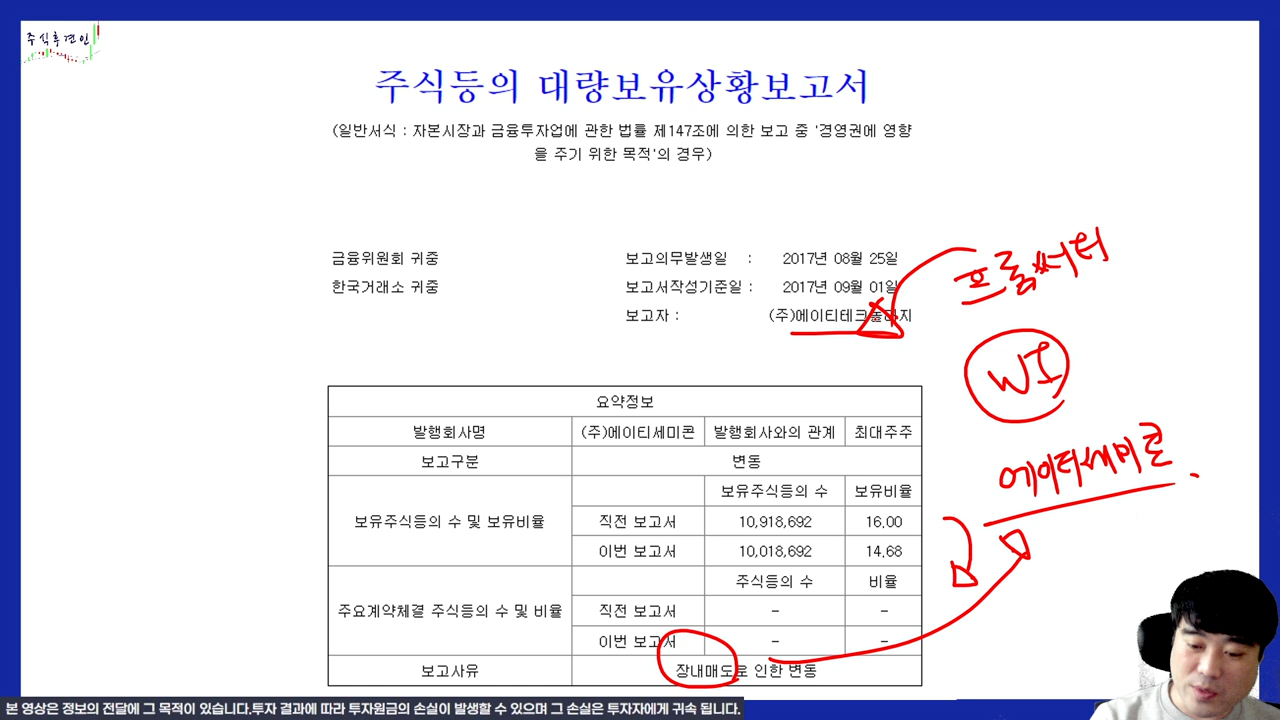 주식후견인
주식등의 대량보유상황보고서
(일반서식 : 자본시장과 금융투자업에 관한 법률 제147조에 의한 보고 중 '경영권에 영향
을 주기 위한 목적'의 경우)
금융위원회 귀중
보고의무발생일 : 2017년 08월 25일
한국거래소 귀중
보고서작성기준일 : 2017년 09월 01일
보고자 : (주)에이티테크놀러지
프롬써어티
WI
에이티세미콘
요약정보
발행회사명 (주)에이티세미콘 발행회사와의 관계 최대주주
보고구분 변동
보유주식등의 수 및 보유비율 보유주식등의 수 보유비율
직전 보고서 10,918,692 16.00
이번 보고서 10,018,692 14.68
주요계약체결 주식등의 수 및 비율 주식등의 수 비율
직전 보고서 - -
이번 보고서 - -
보고사유 장내매도로 인한 변동
본 영상은 정보의 전달에 그 목적이 있습니다.투자 결과에 따라 투자원금의 손실이 발생할 수 있으며 그 손실은 투자자에게 귀속 됩니다.